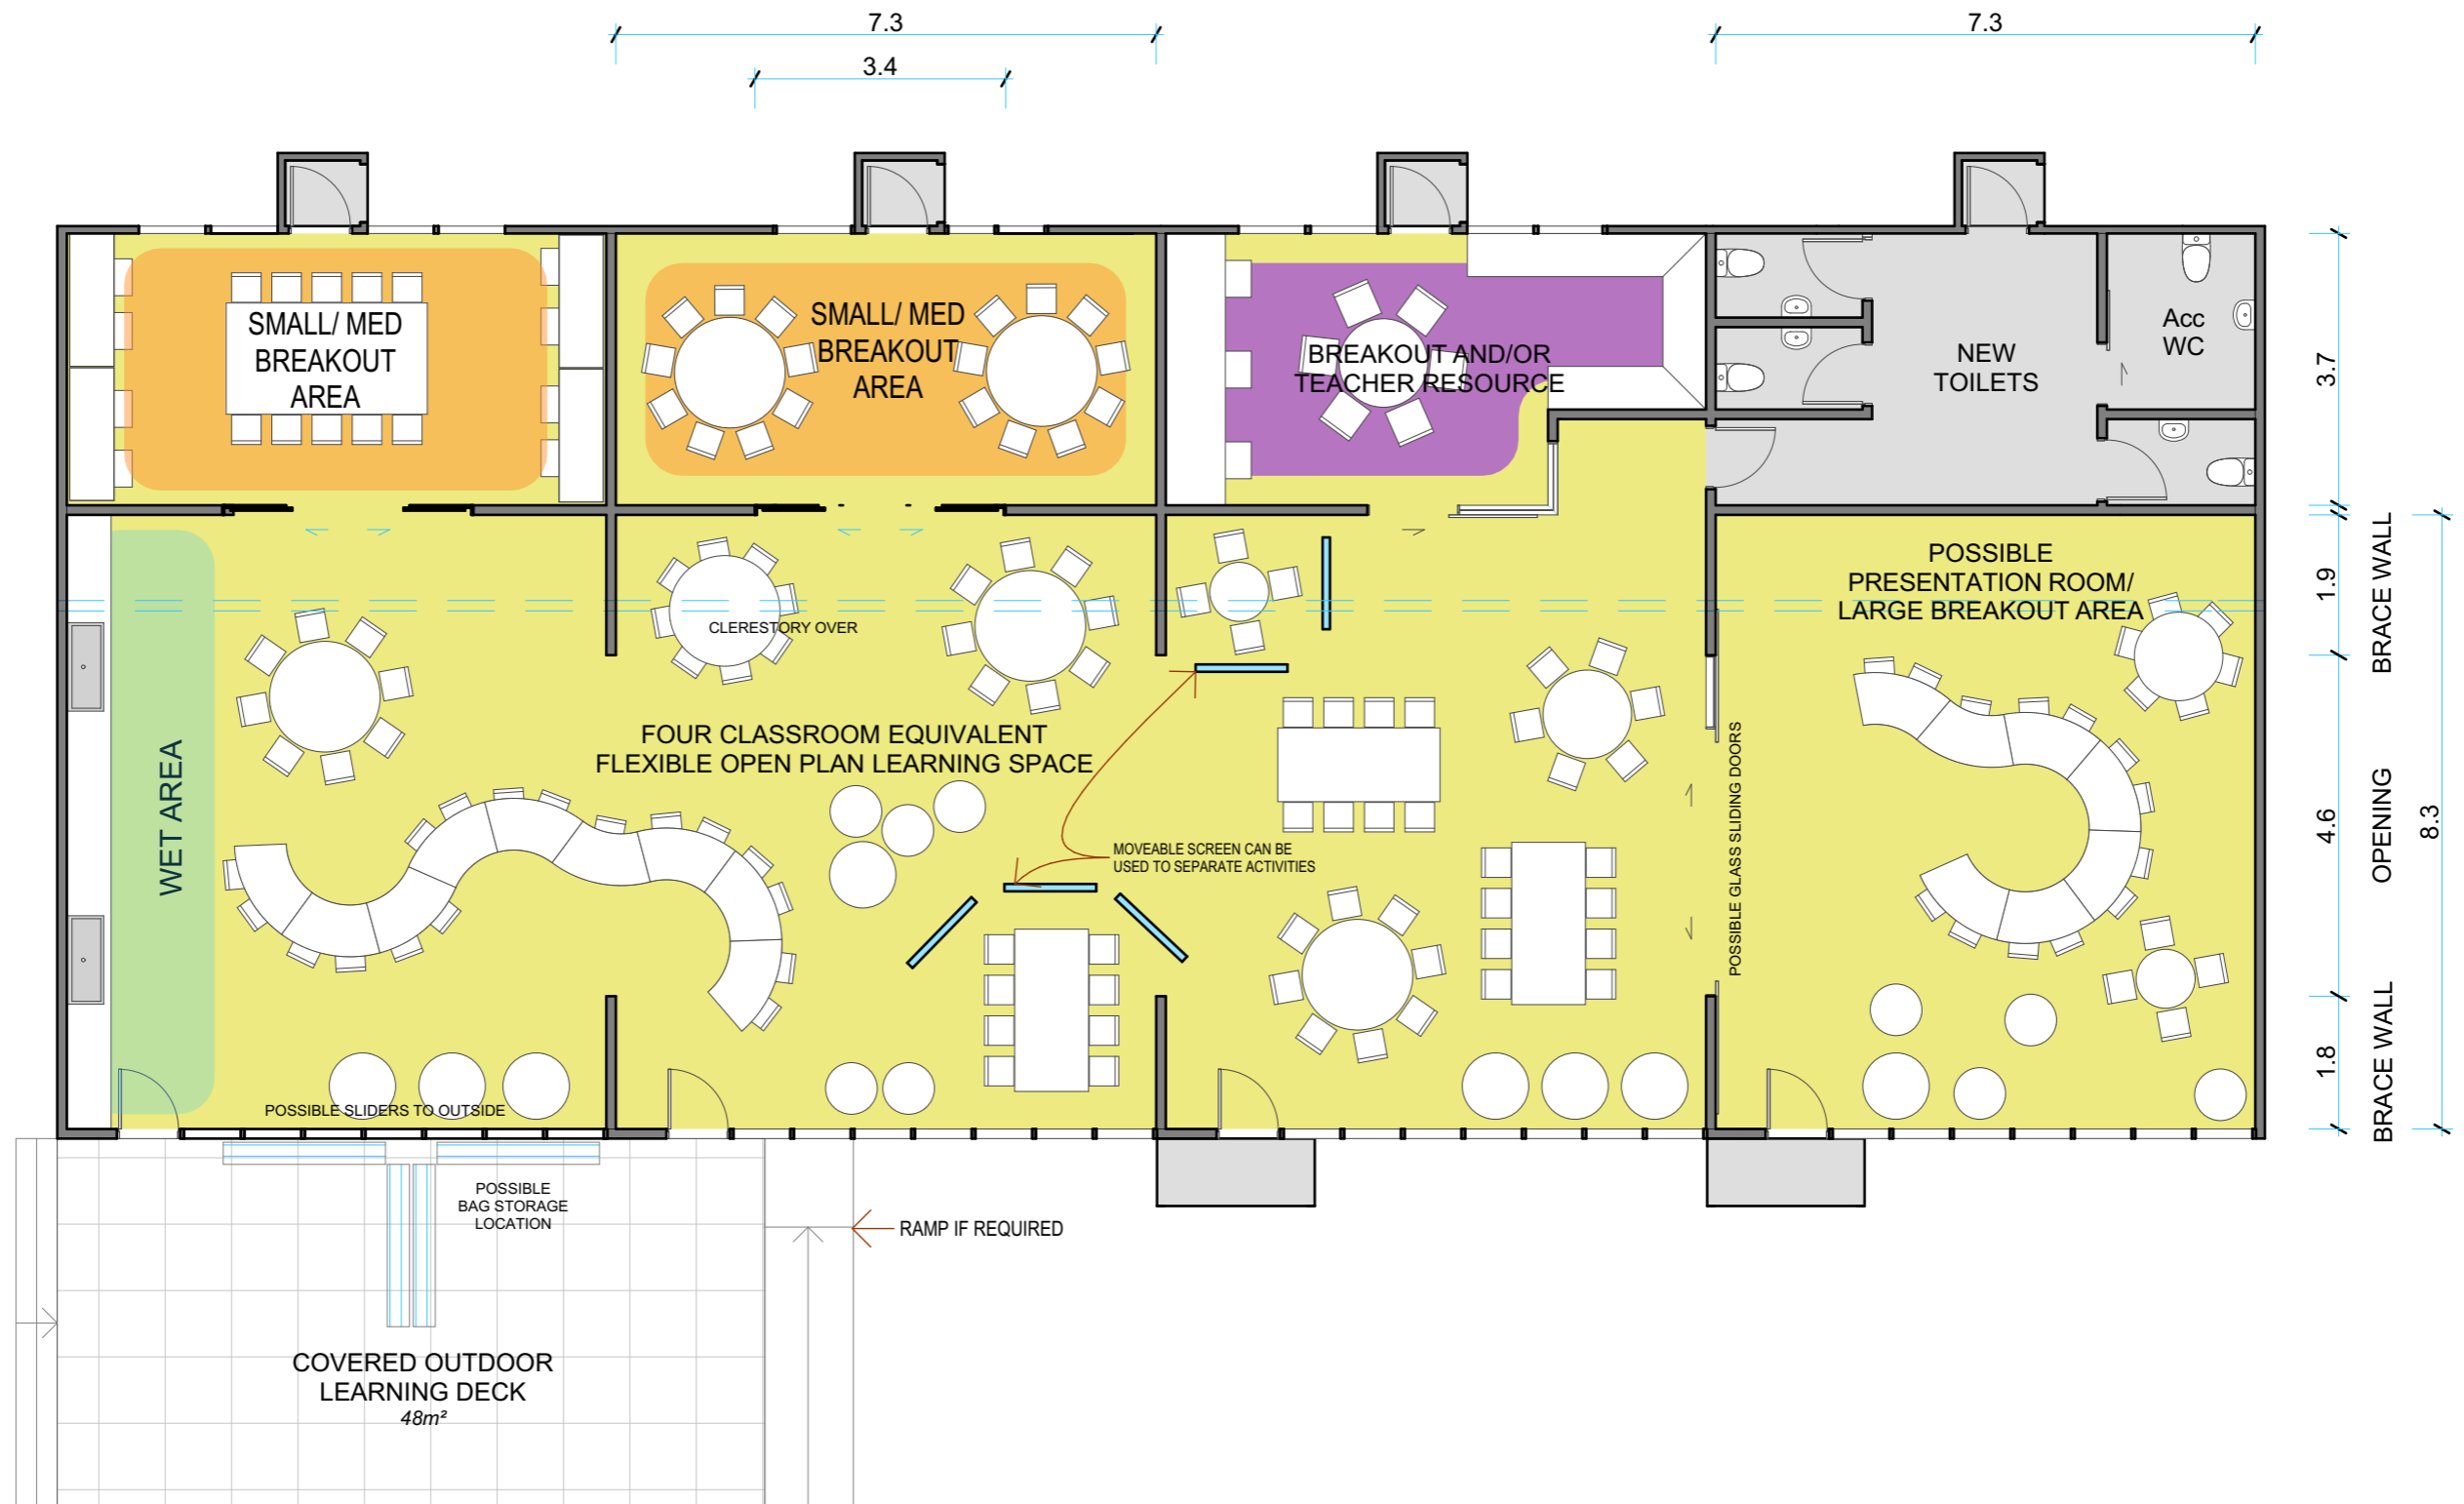 7.3
7.3
3.4
SMALL/ MED
BREAKOUT
AREA
SMALL/ MED
BREAKOUT
AREA
BREAKOUT AND/OR
TEACHER RESOURCE
NEW
TOILETS
Acc
WC
3.7
1.9
BRACE WALL
4.6
OPENING
8.3
1.8
BRACE WALL
POSSIBLE
PRESENTATION ROOM/
LARGE BREAKOUT AREA
CLERESTORY OVER
FOUR CLASSROOM EQUIVALENT
FLEXIBLE OPEN PLAN LEARNING SPACE
WET AREA
MOVEABLE SCREEN CAN BE
USED TO SEPARATE ACTIVITIES
POSSIBLE GLASS SLIDING DOORS
POSSIBLE SLIDERS TO OUTSIDE
POSSIBLE
BAG STORAGE
LOCATION
RAMP IF REQUIRED
COVERED OUTDOOR
LEARNING DECK
48m²